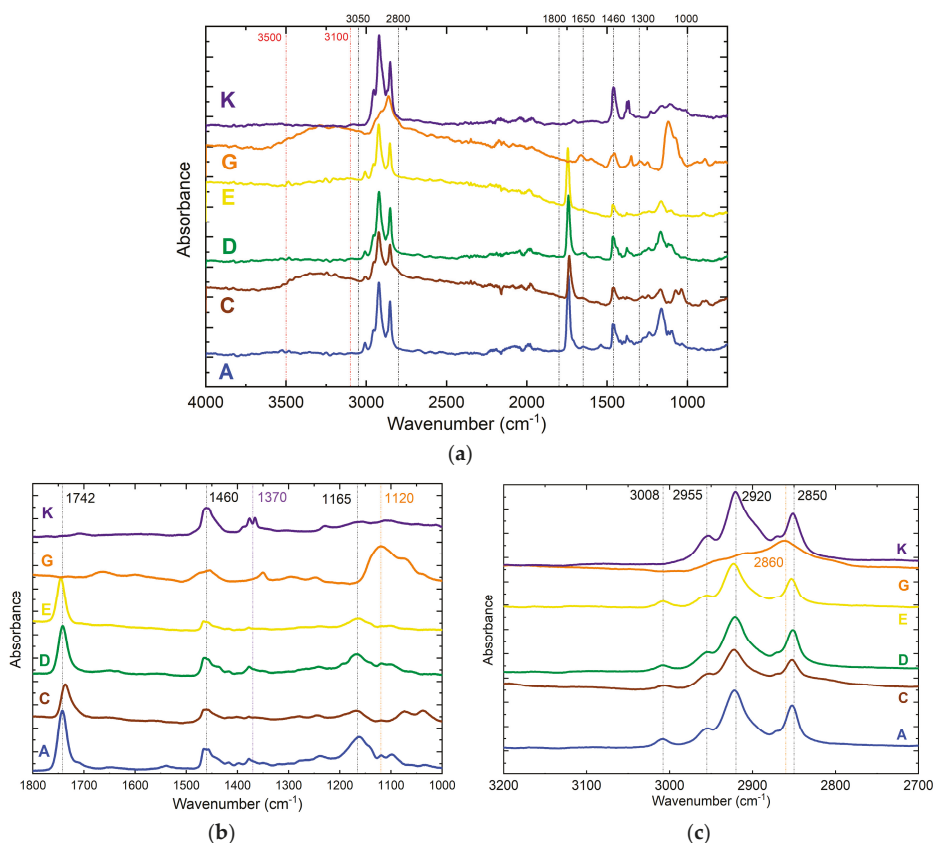 3050 2800 1800 1650 1460 1300 1000
3500 3100
K
G
E
D
C
A
Absorbance
4000 3500 3000 2500 2000 1500 1000
Wavenumber (cm-1)
(a)
1742 1460 1370 1165 1120
K
G
E
D
C
A
Absorbance
1800 1700 1600 1500 1400 1300 1200 1100 1000
Wavenumber (cm-1)
(b)
3008 2955 2920 2850
K
2860
G
E
D
C
A
Absorbance
3200 3100 3000 2900 2800 2700
Wavenumber (cm-1)
(c)